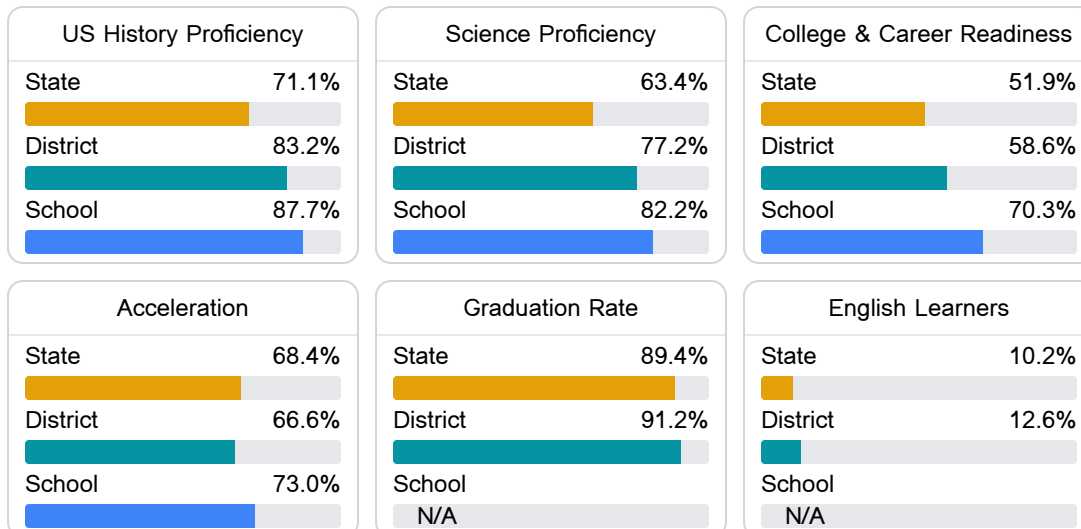 US History Proficiency
State 71.1%
District 83.2%
School 87.7%
Science Proficiency
State 63.4%
District 77.2%
School 82.2%
College & Career Readiness
State 51.9%
District 58.6%
School 70.3%
Acceleration
State 68.4%
District 66.6%
School 73.0%
Graduation Rate
State 89.4%
District 91.2%
School
N/A
English Learners
State 10.2%
District 12.6%
School
N/A